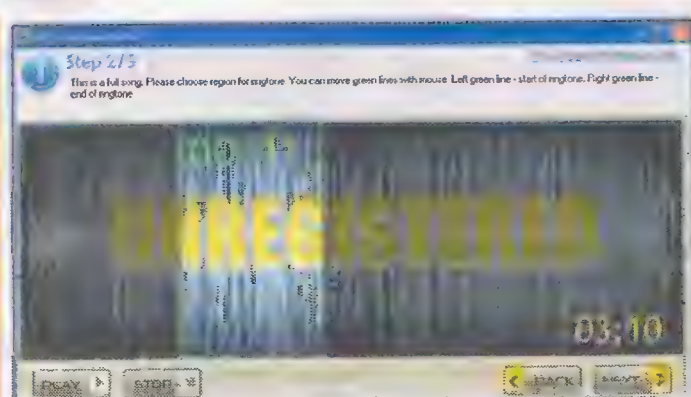 Step 2/5
This is a full song. Please choose region for ringtone. You can move green lines with mouse. Left green line - start of ringtone. Right green line -
end of ringtone
UNREGISTERED
03:10
PLAY
STOP
BACK
NEXT